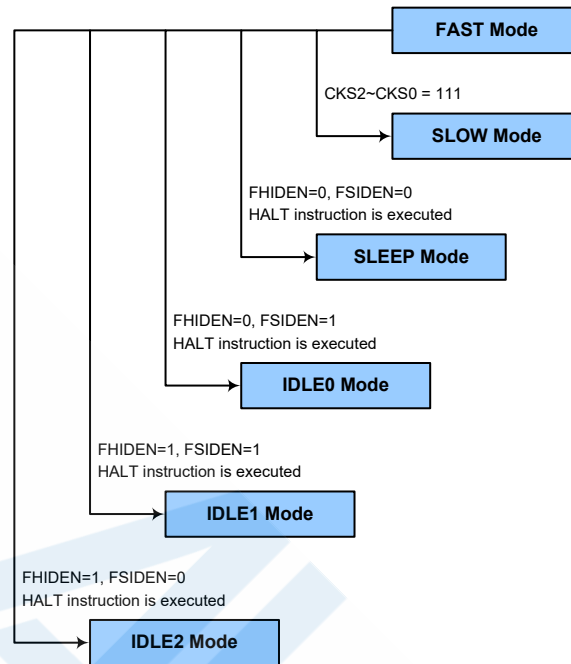 FAST Mode
CKS2~CKS0 = 111
SLOW Mode
FHIDEN=0, FSIDEN=0
HALT instruction is executed
SLEEP Mode
FHIDEN=0, FSIDEN=1
HALT instruction is executed
IDLE0 Mode
FHIDEN=1, FSIDEN=1
HALT instruction is executed
IDLE1 Mode
FHIDEN=1, FSIDEN=0
HALT instruction is executed
IDLE2 Mode